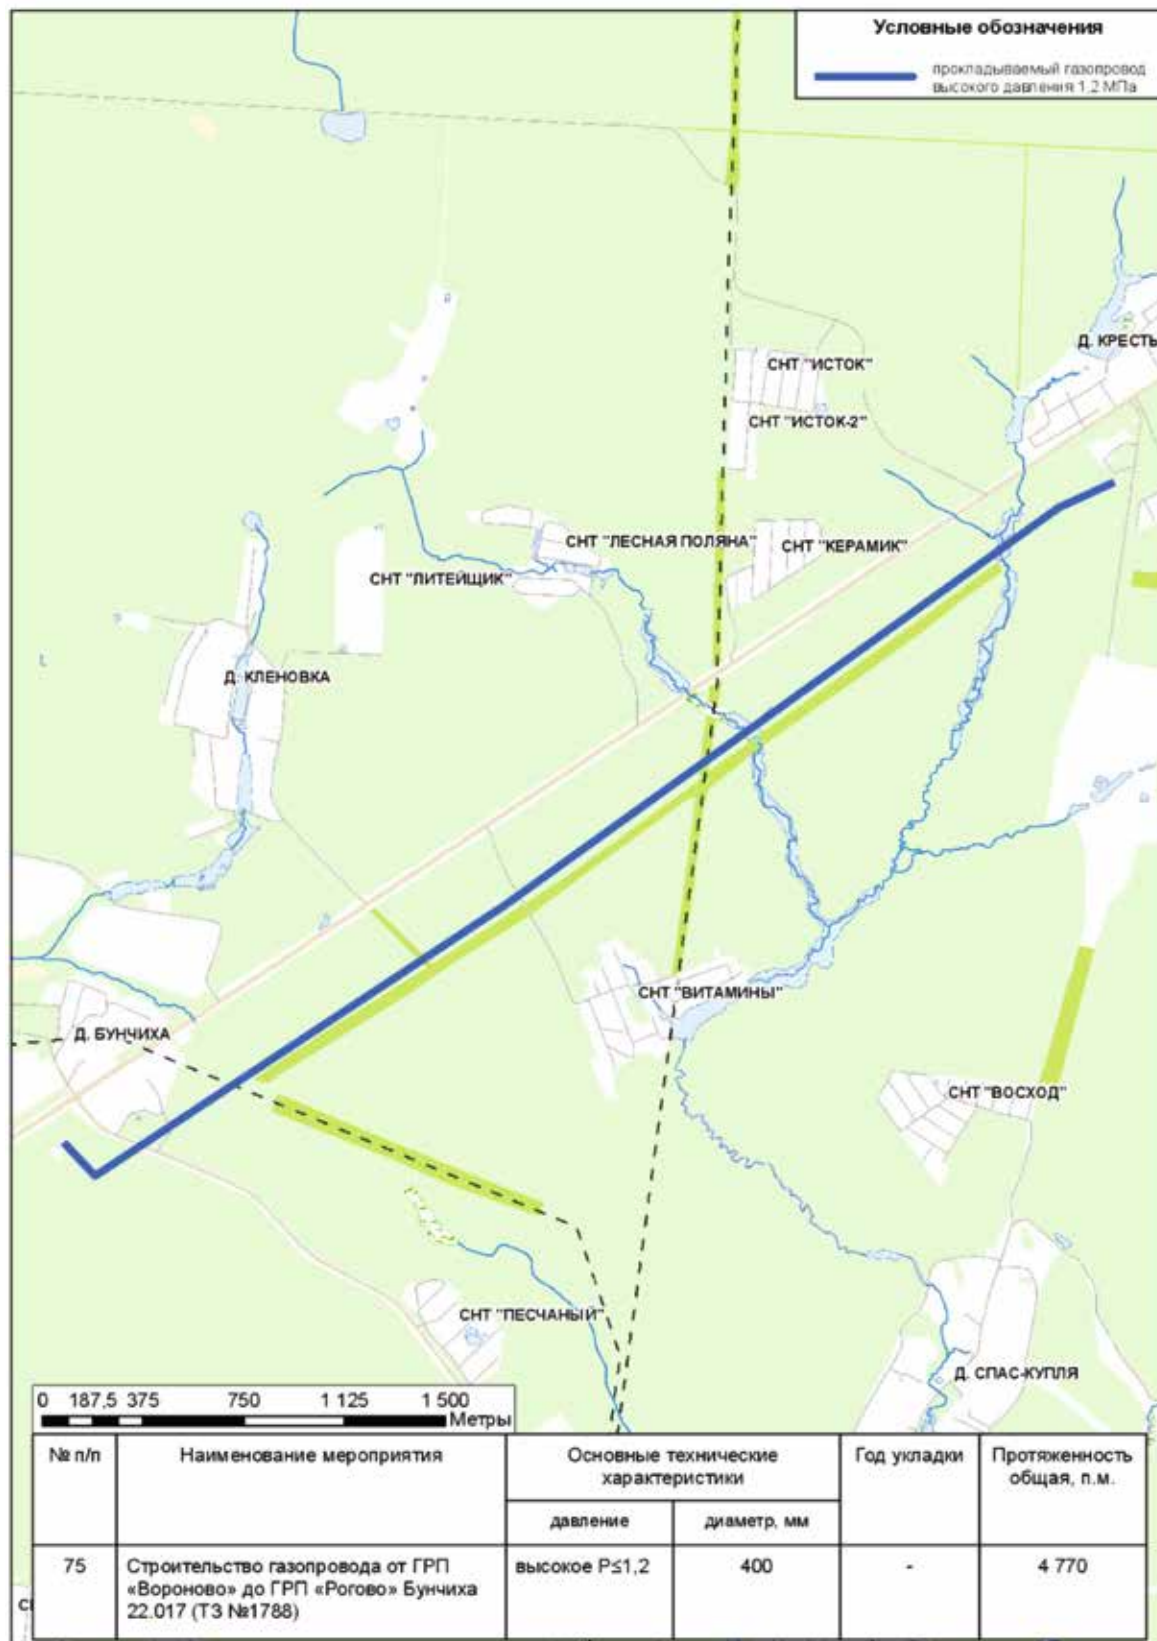 Условные обозначения
прокладываемый газопровод
высокого давления 1,2 МПа
Д. КРЕСТЬ
СНТ "ИСТОК"
СНТ "ИСТОК-2"
СНТ "ЛЕСНАЯ ПОЛЯНА"
СНТ "КЕРАМИК"
СНТ "ЛИТЕЙЩИК"
Д. КЛЕНОВКА
СНТ "ВИТАМИНЫ"
Д. БУНЧИХА
СНТ "ВОСХОД"
СНТ "ПЕСЧАНЫЙ"
Д. СПАС-КУПЛЯ
0 187,5 375 750 1 125 1 500
Метры
№ п/п
Наименование мероприятия
Основные технические
характеристики
Год укладки
Протяженность
общая, п.м.
давление
диаметр, мм
75
Строительство газопровода от ГРП
«Вороново» до ГРП «Рогово» Бунчиха
22.017 (ТЗ №1788)
высокое P≤1,2
400
-
4 770